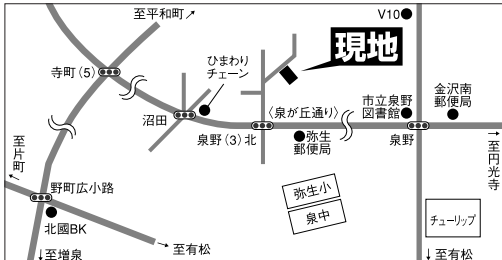 至平和町↗
V10
現地
寺町(5)
ひまわり
チェーン
沼田
〈泉が丘通り〉
泉野(3)北
弥生
郵便局
市立泉野
図書館
金沢南
郵便局
泉野
至円光寺→
至片町
野町広小路
北國BK
弥生小
泉中
チューリップ
↓至増泉
→至有松
↓至有松